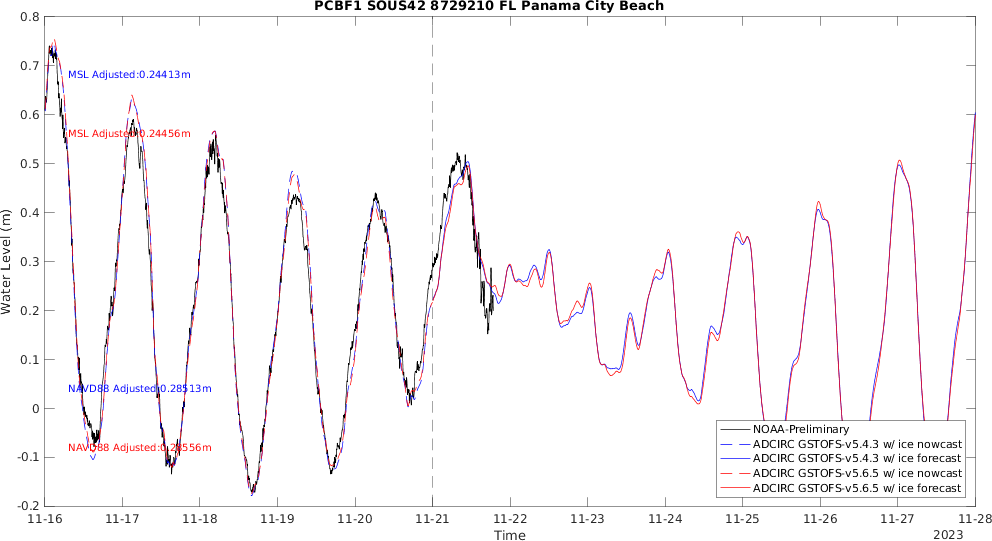 PCBF1 SOUS42 8729210 FL Panama City Beach
0.8
0.7
0.6
0.5
0.4
0.3
0.2
0.1
0
-0.1
-0.2
Water Level (m)
MSL Adjusted:0.24413m
MSL Adjusted:0.24456m
NAVD88 Adjusted:0.28513m
NAVD88 Adjusted:0.28556m
NOAA-Preliminary
ADCIRC GSTOFS-v5.4.3 w/ ice nowcast
ADCIRC GSTOFS-v5.4.3 w/ ice forecast
ADCIRC GSTOFS-v5.6.5 w/ ice nowcast
ADCIRC GSTOFS-v5.6.5 w/ ice forecast
11-16 11-17 11-18 11-19 11-20 11-21 11-22 11-23 11-24 11-25 11-26 11-27 11-28
Time
2023